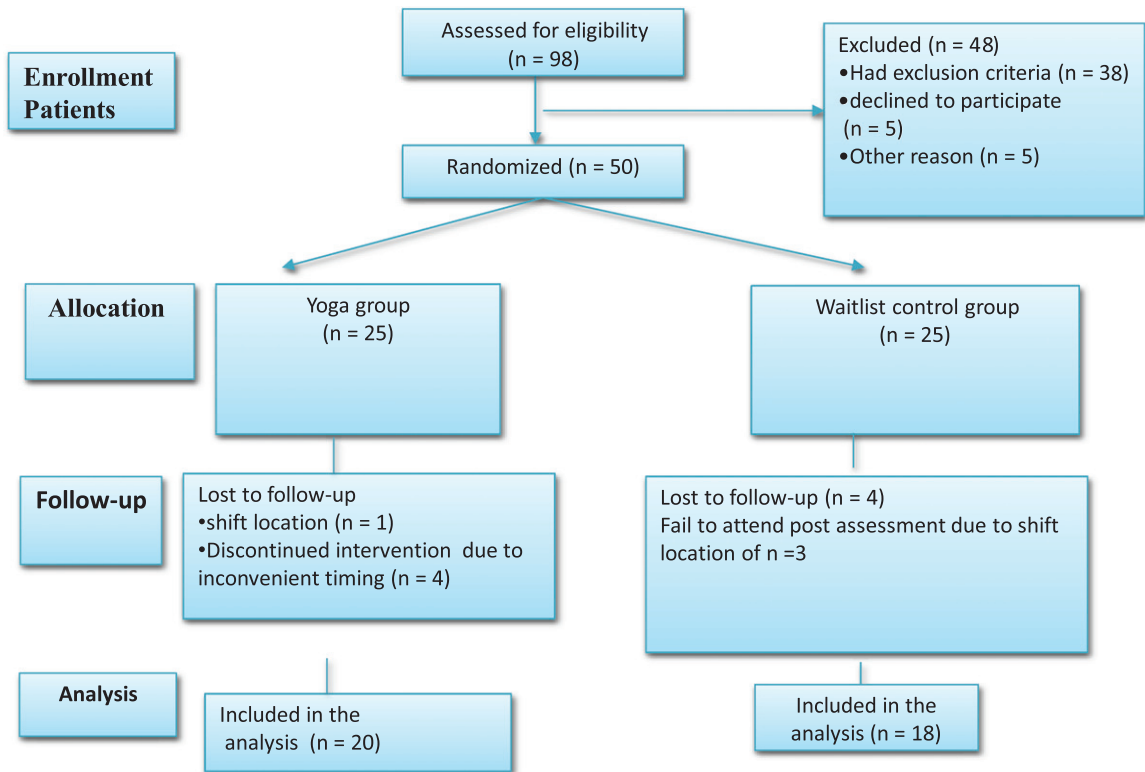 Assessed for eligibility
(n = 98)
Excluded (n = 48)
•Had exclusion criteria (n = 38)
•declined to participate
(n = 5)
•Other reason (n = 5)
Enrollment
Patients
Randomized (n = 50)
Allocation
Yoga group
(n = 25)
Waitlist control group
(n = 25)
Follow-up
Lost to follow-up
•shift location (n = 1)
•Discontinued intervention due to
inconvenient timing (n = 4)
Lost to follow-up (n = 4)
Fail to attend post assessment due to shift
location of n =3
Analysis
Included in the
analysis (n = 20)
Included in the
analysis (n = 18)